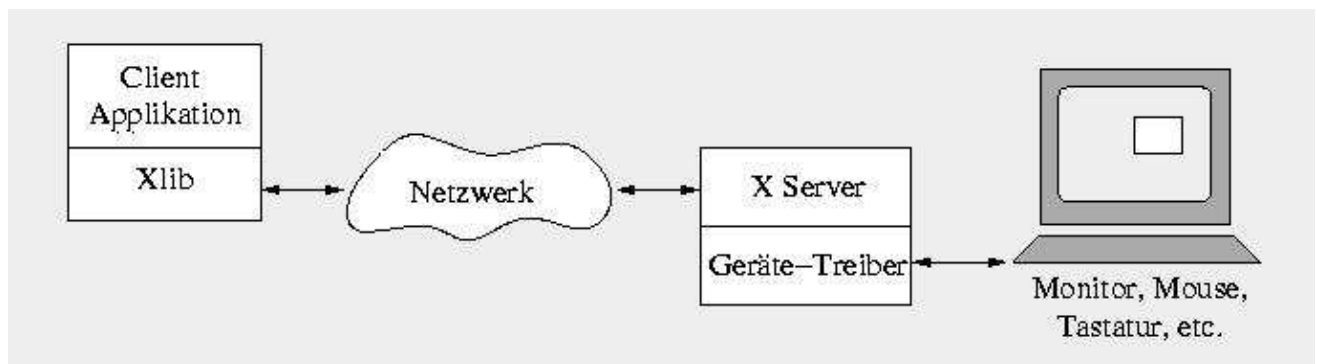 Client
Applikation
Xlib
Netzwerk
X Server
Geräte–Treiber
Monitor, Mouse,
Tastatur, etc.